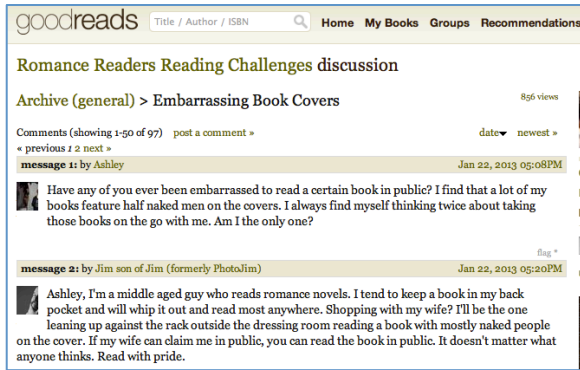 goodreads Title / Author / ISBN Home My Books Groups Recommendations
Romance Readers Reading Challenges discussion
Archive (general) > Embarrassing Book Covers 856 views
Comments (showing 1-50 of 97) post a comment » date newest »
« previous 1 2 next »
message 1: by Ashley Jan 22, 2013 05:08PM
Have any of you ever been embarrassed to read a certain book in public? I find that a lot of my
books feature half naked men on the covers. I always find myself thinking twice about taking
those books on the go with me. Am I the only one?
flag *
message 2: by Jim son of Jim (formerly PhotoJim) Jan 22, 2013 05:20PM
Ashley, I'm a middle aged guy who reads romance novels. I tend to keep a book in my back
pocket and will whip it out and read most anywhere. Shopping with my wife? I'll be the one
leaning up against the rack outside the dressing room reading a book with mostly naked people
on the cover. If my wife can claim me in public, you can read the book in public. It doesn't matter what
anyone thinks. Read with pride.